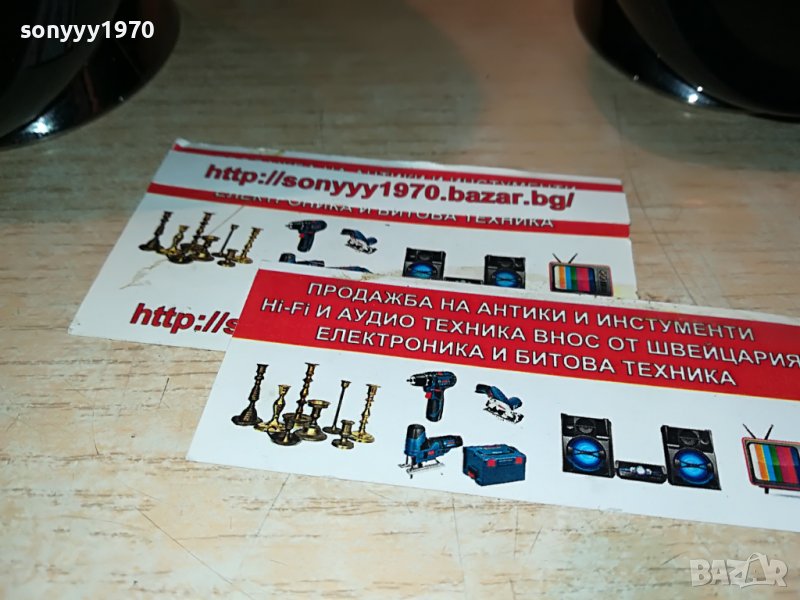 sonyyy1970
http://sonyyy1970.bazar.bg/
ЕЛЕКТРОНИКА И БИТОВА ТЕХНИКА
http://s
ПРОДАЖБА НА АНТИКИ И ИНСТУМЕНТИ
Hi-Fi И АУДИО ТЕХНИКА ВНОС ОТ ШВЕЙЦАРИЯ
ЕЛЕКТРОНИКА И БИТОВА ТЕХНИКА
BAZAR